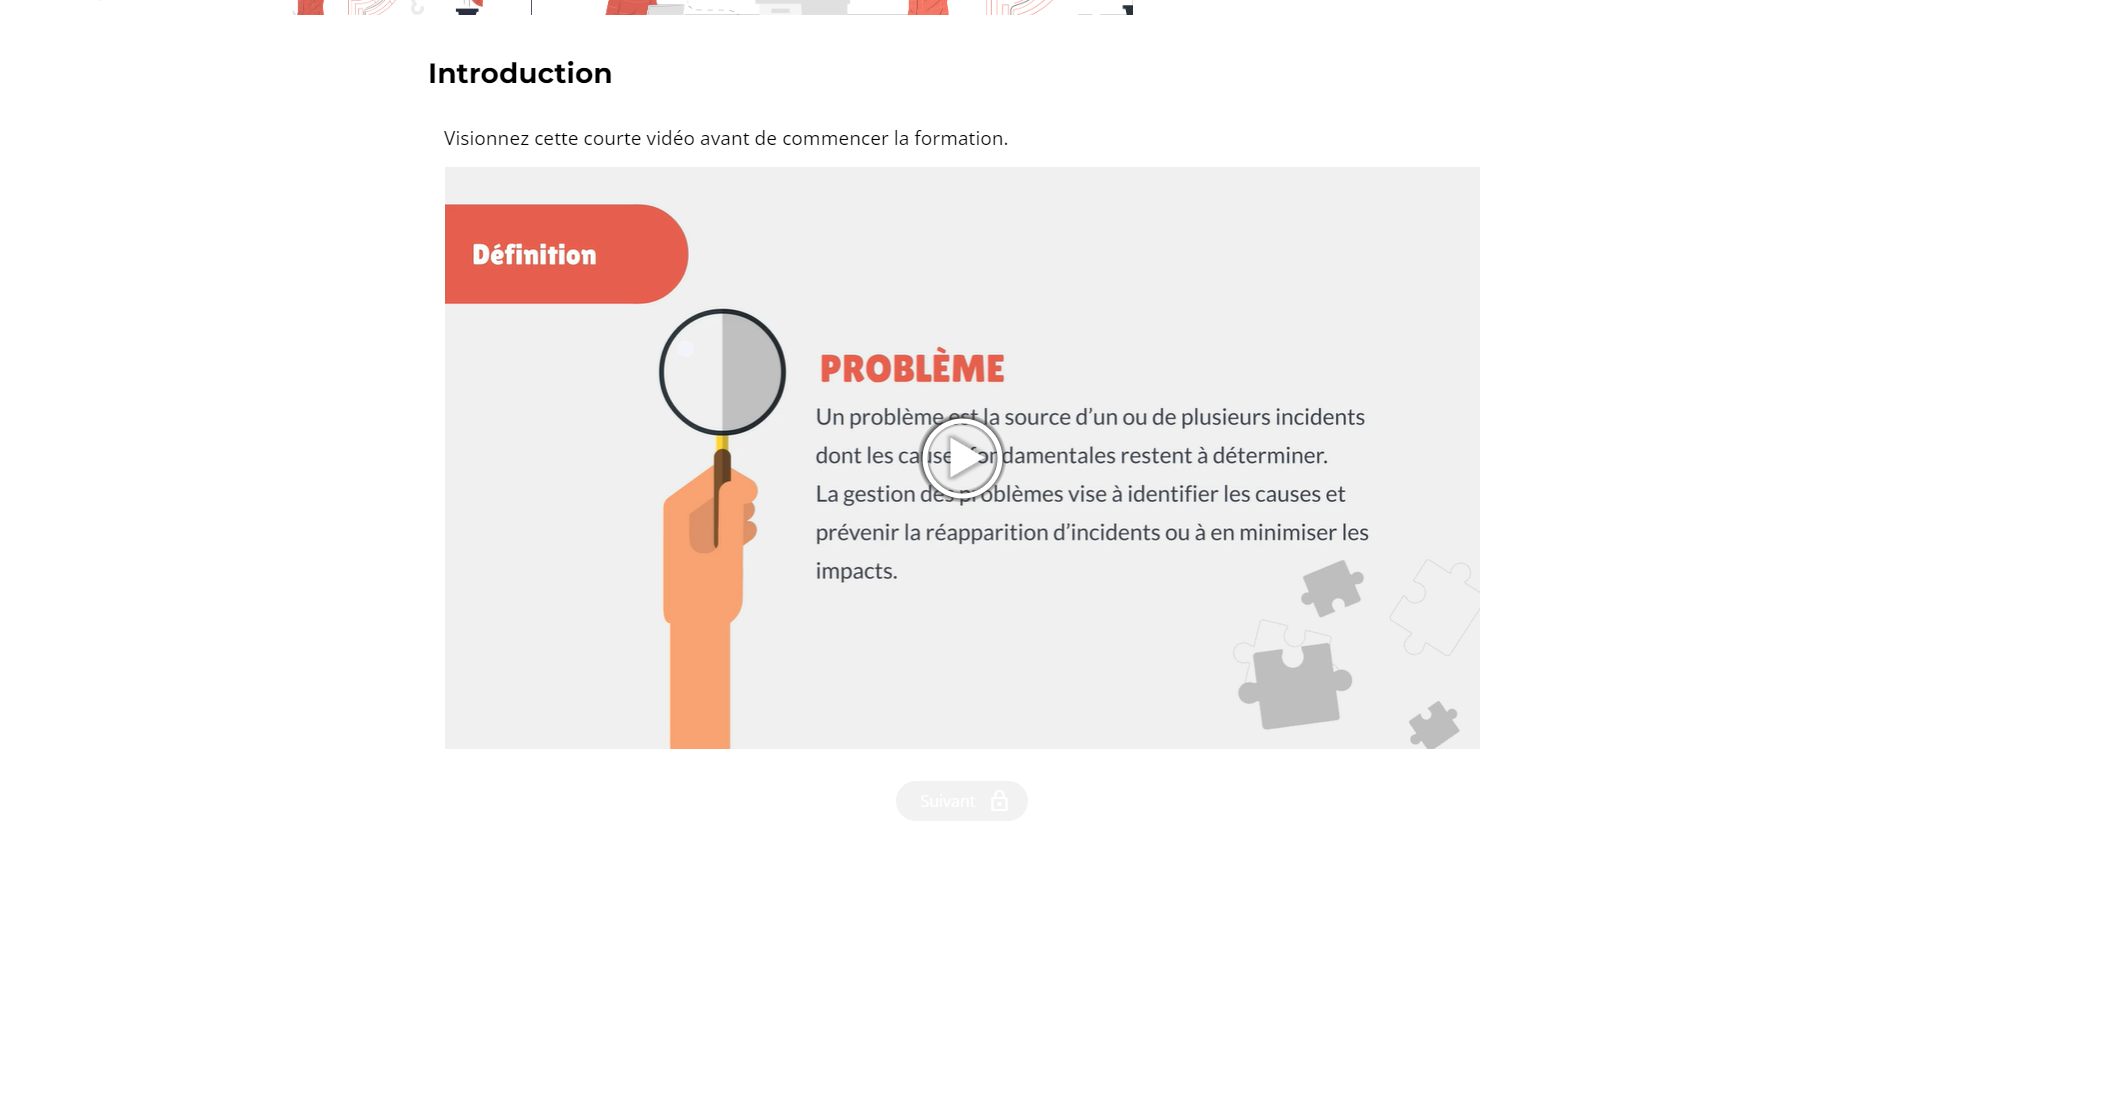 Introduction
Visionnez cette courte vidéo avant de commencer la formation.
Définition
PROBLÈME
Un problème est la source d’un ou de plusieurs incidents
dont les causes fondamentales restent à déterminer.
La gestion des problèmes vise à identifier les causes et
prévenir la réapparition d’incidents ou à en minimiser les
impacts.
Suivant